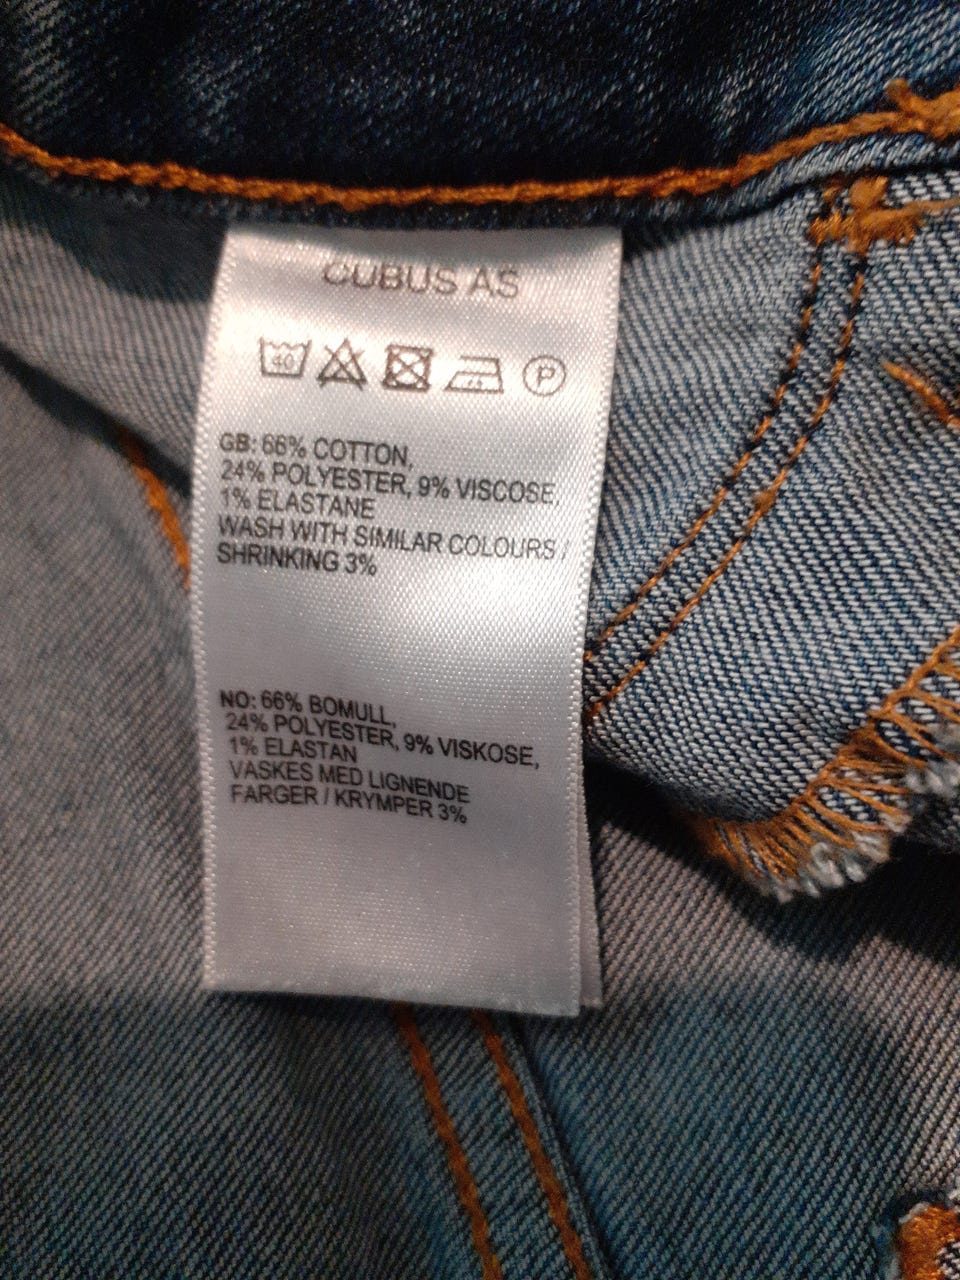 CUBUS AS
40
P
GB: 66% COTTON,
24% POLYESTER, 9% VISCOSE,
1% ELASTANE
WASH WITH SIMILAR COLOURS /
SHRINKING 3%
NO: 66% BOMULL,
24% POLYESTER, 9% VISKOSE,
1% ELASTAN
VASKES MED LIGNENDE
FARGER / KRYMPER 3%